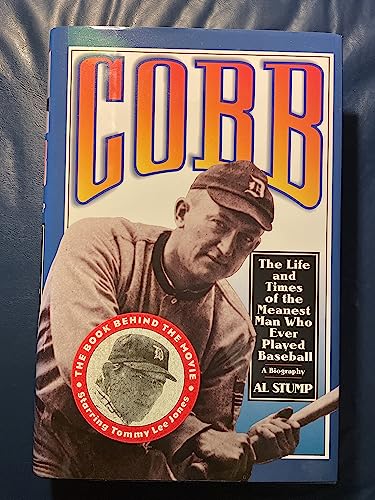 COBB
The Life
and
Times
of the
Meanest
Man Who
Ever
Played
Baseball
A Biography
AL STUMP
THE BOOK BEHIND THE MOVIE
Starring Tommy Lee Jones
D
D